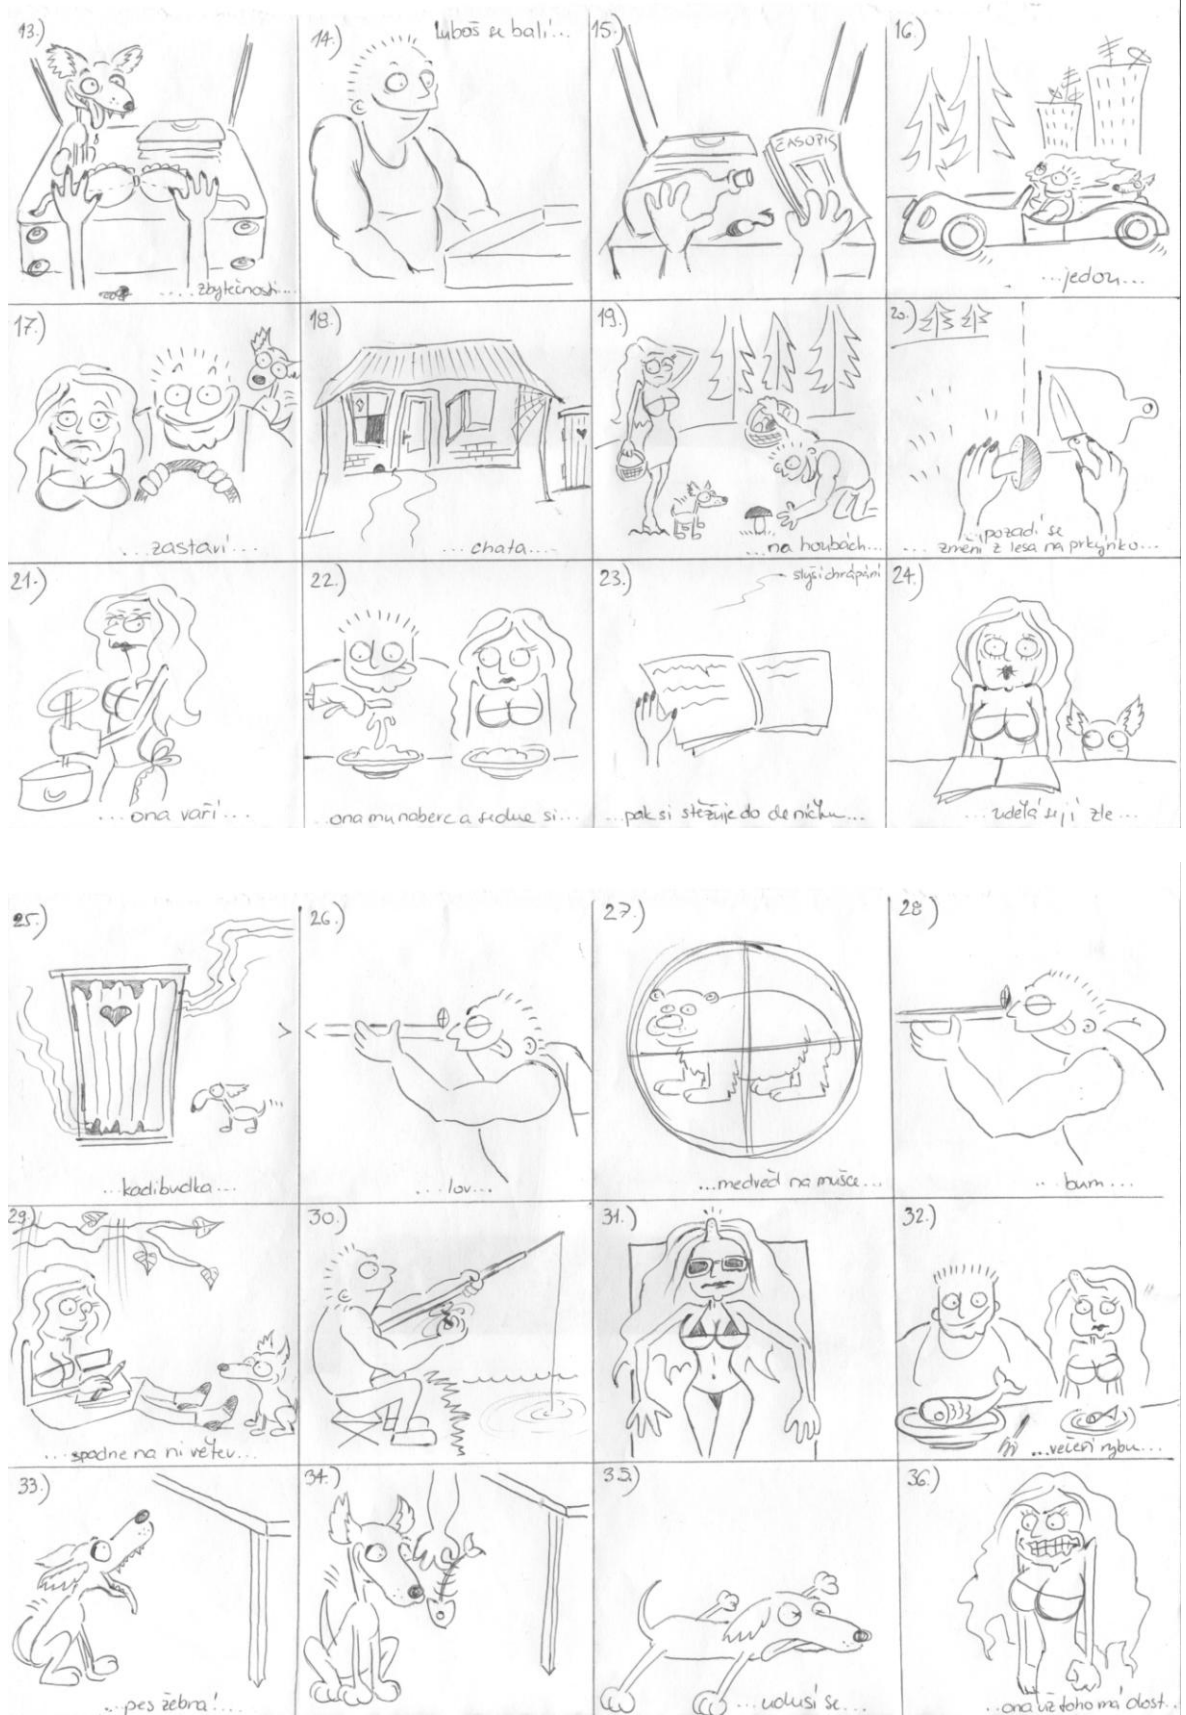 13.)
....zbytečnosti...
14.)
Luboš se balí...
15.)
ČASOPIS
16.)
...jedou...
17.)
...zastaví...
18.)
...chata...
19.)
...na houbách...
20.)
pozadí se
...změní z lesa na prkýnko...
21.)
...ona vaří...
22.)
...ona mu nabere a sedne si...
23.)
slyší chrápání
...pak si stěžuje do deníčku...
24.)
...udělá se jí zle...
25.)
...kadibudka...
26.)
...lov...
27.)
...medvěd na mušce...
28.)
...bum...
29.)
...spadne na ni větev...
30.)
31.)
32.)
...večeří rybu...
33.)
...pes žebrá!...
34.)
35.)
...udusí se...
36.)
...ona už toho má dost...